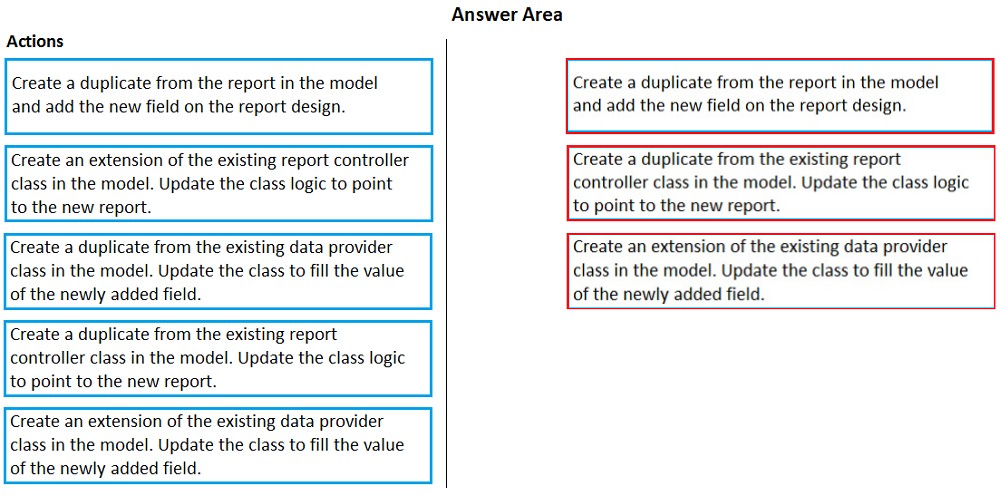 Answer Area
Actions
Create a duplicate from the report in the model
and add the new field on the report design.
Create an extension of the existing report controller
class in the model. Update the class logic to point
to the new report.
Create a duplicate from the existing data provider
class in the model. Update the class to fill the value
of the newly added field.
Create a duplicate from the existing report
controller class in the model. Update the class logic
to point to the new report.
Create an extension of the existing data provider
class in the model. Update the class to fill the value
of the newly added field.
Create a duplicate from the report in the model
and add the new field on the report design.
Create a duplicate from the existing report
controller class in the model. Update the class logic
to point to the new report.
Create an extension of the existing data provider
class in the model. Update the class to fill the value
of the newly added field.